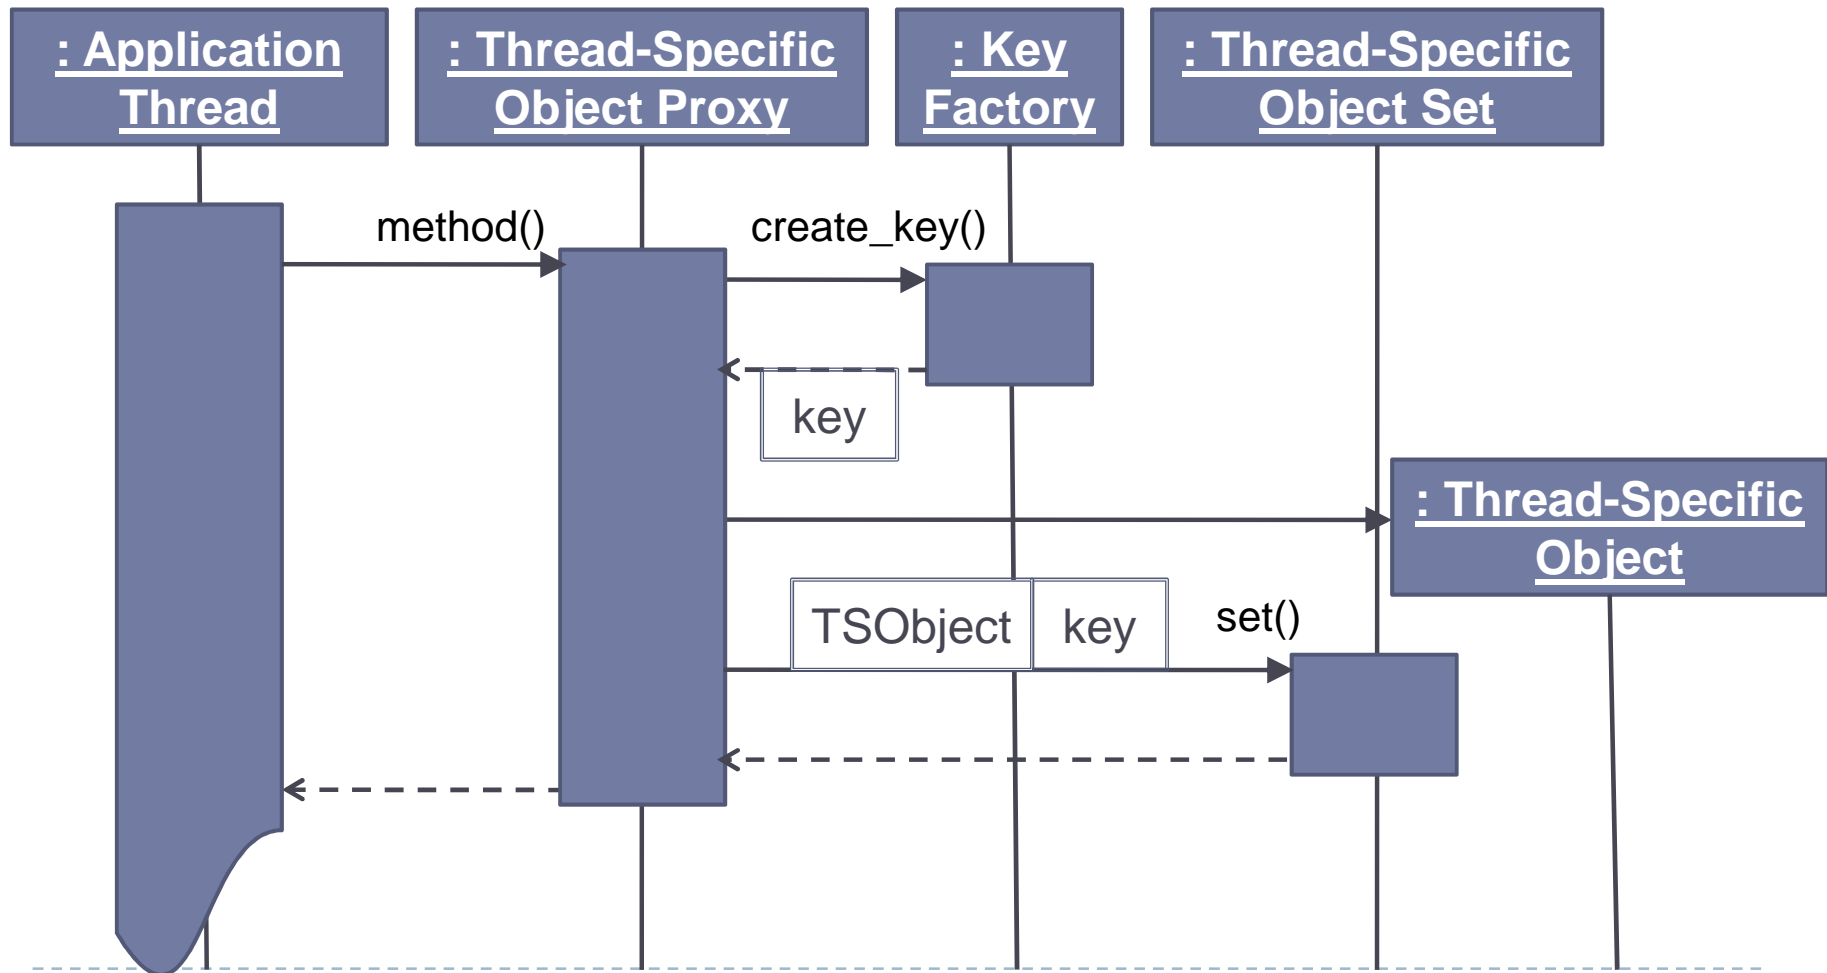 : Application
Thread
: Thread-Specific
Object Proxy
: Key
Factory
: Thread-Specific
Object Set
method()
create_key()
key
: Thread-Specific
Object
TSObject
key
set()